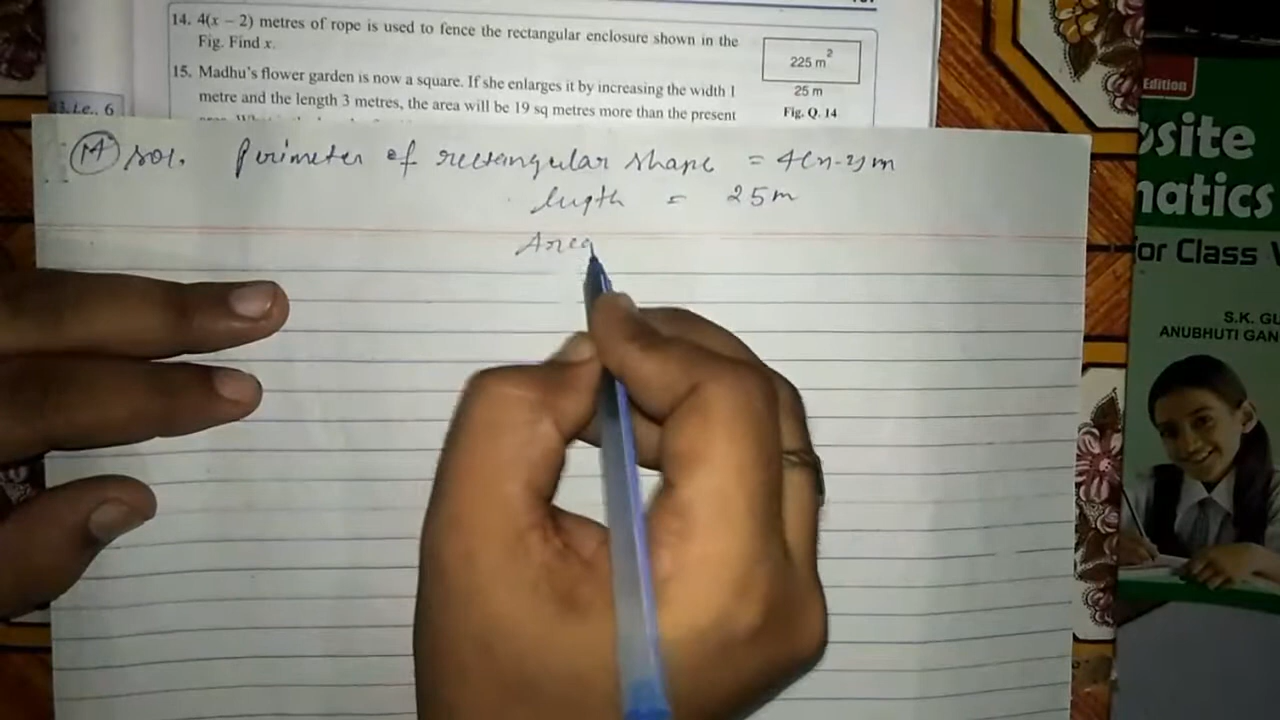 14. 4(x – 2) metres of rope is used to fence the rectangular enclosure shown in the
Fig. Find x.
225 m²
25 m
Fig. Q. 14
15. Madhu's flower garden is now a square. If she enlarges it by increasing the width 1
metre and the length 3 metres, the area will be 19 sq metres more than the present
i.e., 6
(14) Sol. Perimeter of rectangular shape = 4(x-2)m
length = 25m
Area
Edition
osite
natics
or Class
S.K. GU
ANUBHUTI GAN